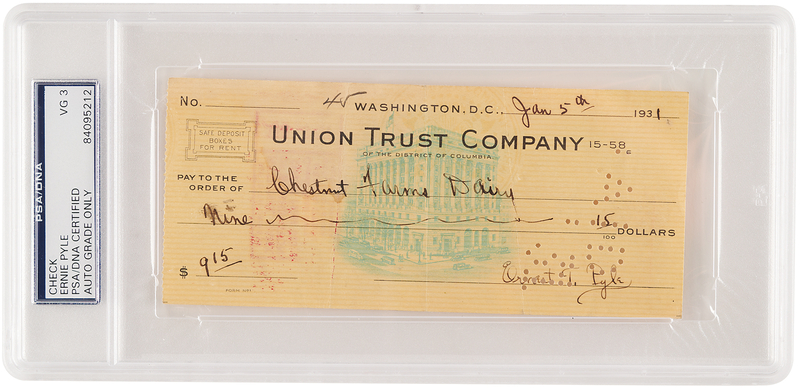 PSA/DNA
CHECK
ERNIE PYLE
PSA/DNA CERTIFIED
AUTO GRADE ONLY
VG 3
84095212
No. 45 WASHINGTON, D.C., Jan 5th 1931
SAFE DEPOSIT
BOXES
FOR RENT
UNION TRUST COMPANY 15-58
OF THE DISTRICT OF COLUMBIA
PAY TO THE
ORDER OF Chestnut Farms Dairy
Nine 15/100 DOLLARS
$ 9 15
Ernest T. Pyle